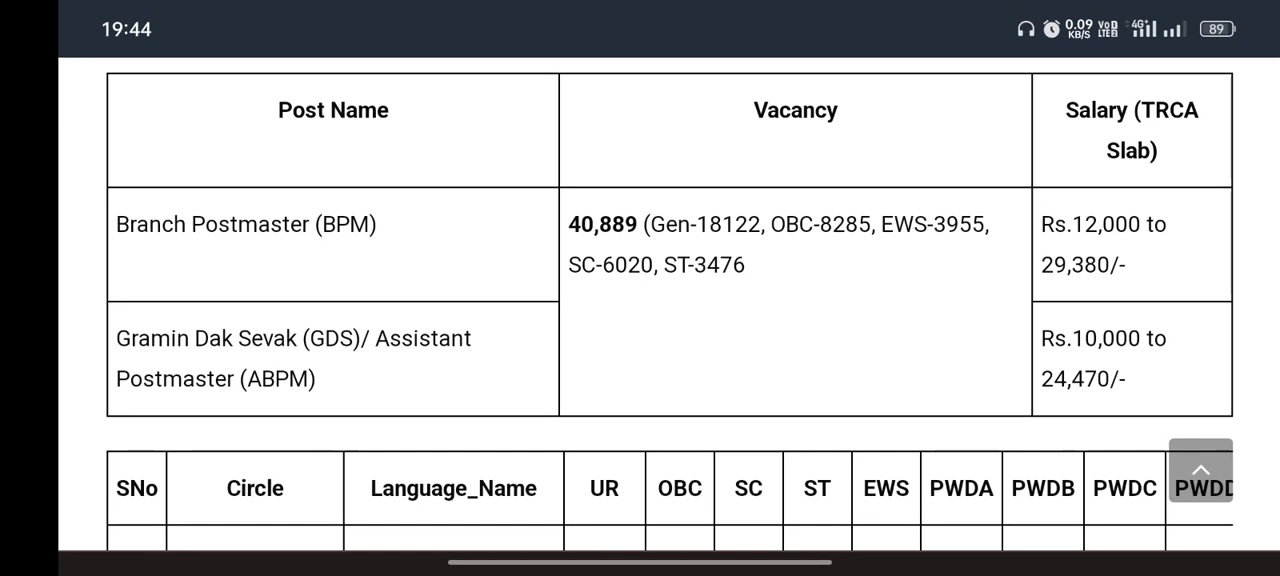 19:44
0.09 KB/S VoD LTE2 4G+ 89
Post Name
Vacancy
Salary (TRCA
Slab)
Branch Postmaster (BPM)
40,889 (Gen-18122, OBC-8285, EWS-3955,
SC-6020, ST-3476
Rs.12,000 to
29,380/-
Gramin Dak Sevak (GDS)/ Assistant
Postmaster (ABPM)
Rs.10,000 to
24,470/-
SNo Circle Language_Name UR OBC SC ST EWS PWDA PWDB PWDC PWDD